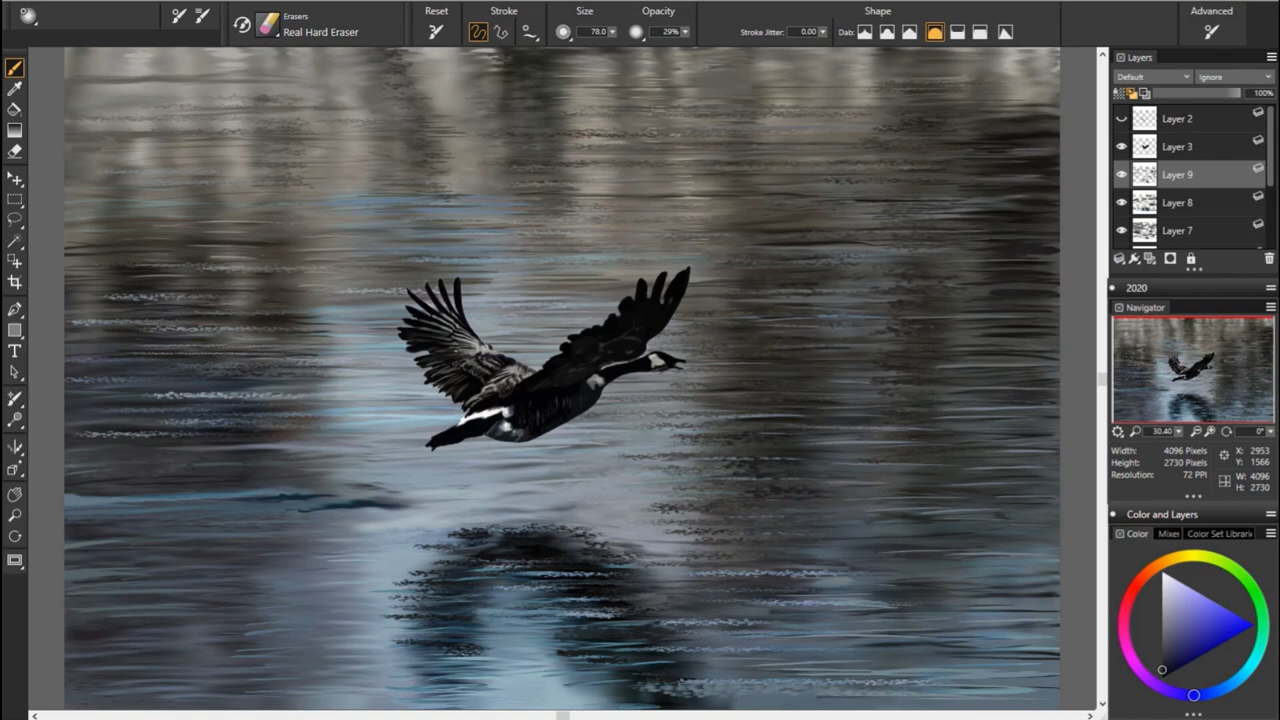 Erasers
Real Hard Eraser
Reset
Stroke
Size
78.0
Opacity
29%
Stroke Jitter: 0.00
Shape
Dab:
Advanced
Layers
Default
Ignore
100%
Layer 2
Layer 3
Layer 9
Layer 8
Layer 7
2020
Navigator
30.40
0°
Width: 4096 Pixels
Height: 2730 Pixels
Resolution: 72 PPI
X: 2953
Y: 1566
W: 4096
H: 2730
Color and Layers
Color
Mixer
Color Set Librarie